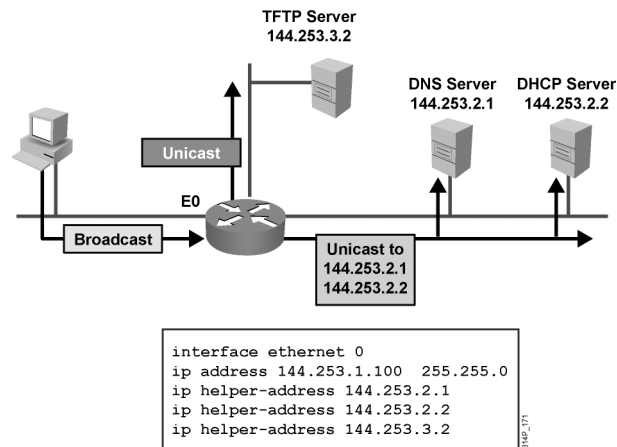 TFTP Server
144.253.3.2
DNS Server
144.253.2.1
DHCP Server
144.253.2.2
Unicast
E0
Broadcast
Unicast to
144.253.2.1
144.253.2.2
interface ethernet 0
ip address 144.253.1.100 255.255.0
ip helper-address 144.253.2.1
ip helper-address 144.253.2.2
ip helper-address 144.253.3.2
314P_171